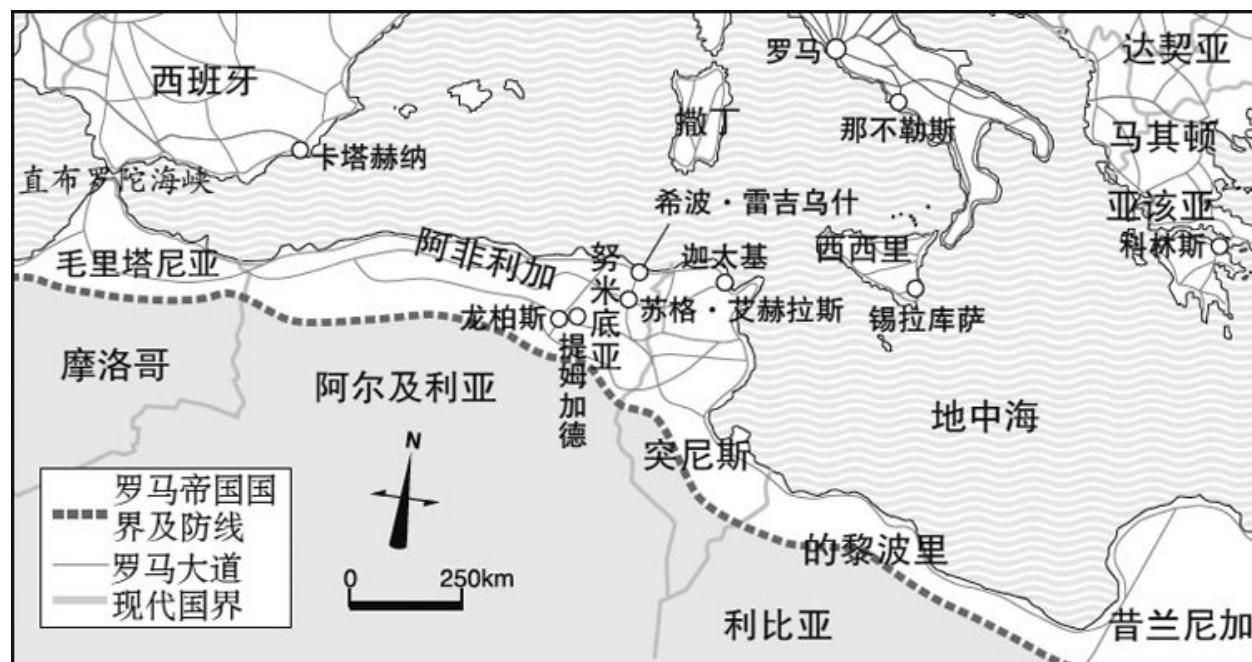 罗马
达契亚
西班牙
撒丁
那不勒斯
马其顿
卡塔赫纳
直布罗陀海峡
希波·雷吉乌什
亚该亚
阿非利加
努米底亚
迦太基
西西里
科林斯
毛里塔尼亚
苏格·艾赫拉斯
龙柏斯
锡拉库萨
提姆加德
摩洛哥
阿尔及利亚
地中海
N
突尼斯
罗马帝国国
界及防线
罗马大道
现代国界
0 250km
的黎波里
利比亚
昔兰尼加